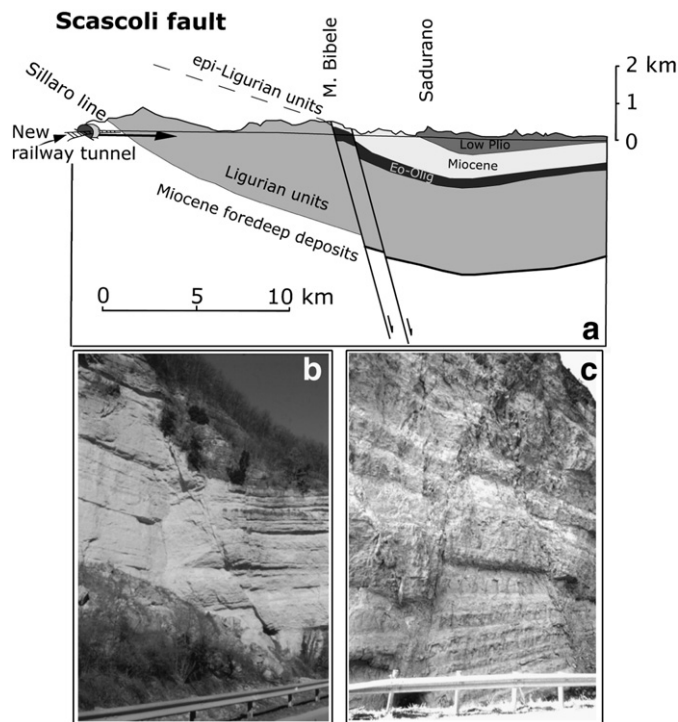 Scascoli fault
M. Bibele
Sadurano
2 km
1
0
epi-Ligurian units
Sillaro line
New
railway tunnel
Low Plio
Miocene
Eo-Olig
Ligurian units
Miocene foredeep deposits
0 5 10 km
a
b
c